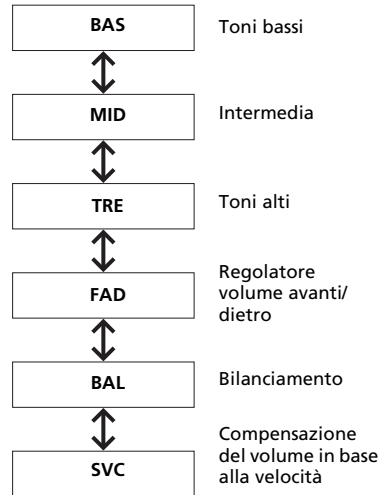 BAS Toni bassi
MID Intermedia
TRE Toni alti
FAD Regolatore
volume avanti/
dietro
BAL Bilanciamento
SVC Compensazione
del volume in base
alla velocità